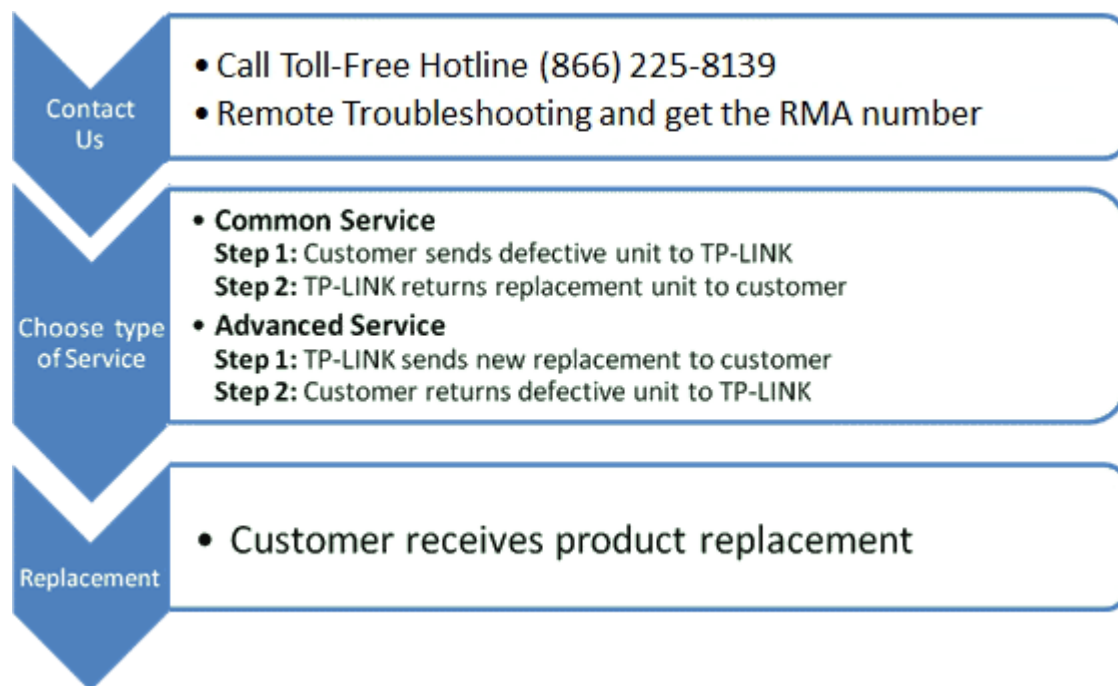 Contact
Us
• Call Toll-Free Hotline (866) 225-8139
• Remote Troubleshooting and get the RMA number
Choose type
of Service
• Common Service
Step 1: Customer sends defective unit to TP-LINK
Step 2: TP-LINK returns replacement unit to customer
• Advanced Service
Step 1: TP-LINK sends new replacement to customer
Step 2: Customer returns defective unit to TP-LINK
Replacement
• Customer receives product replacement